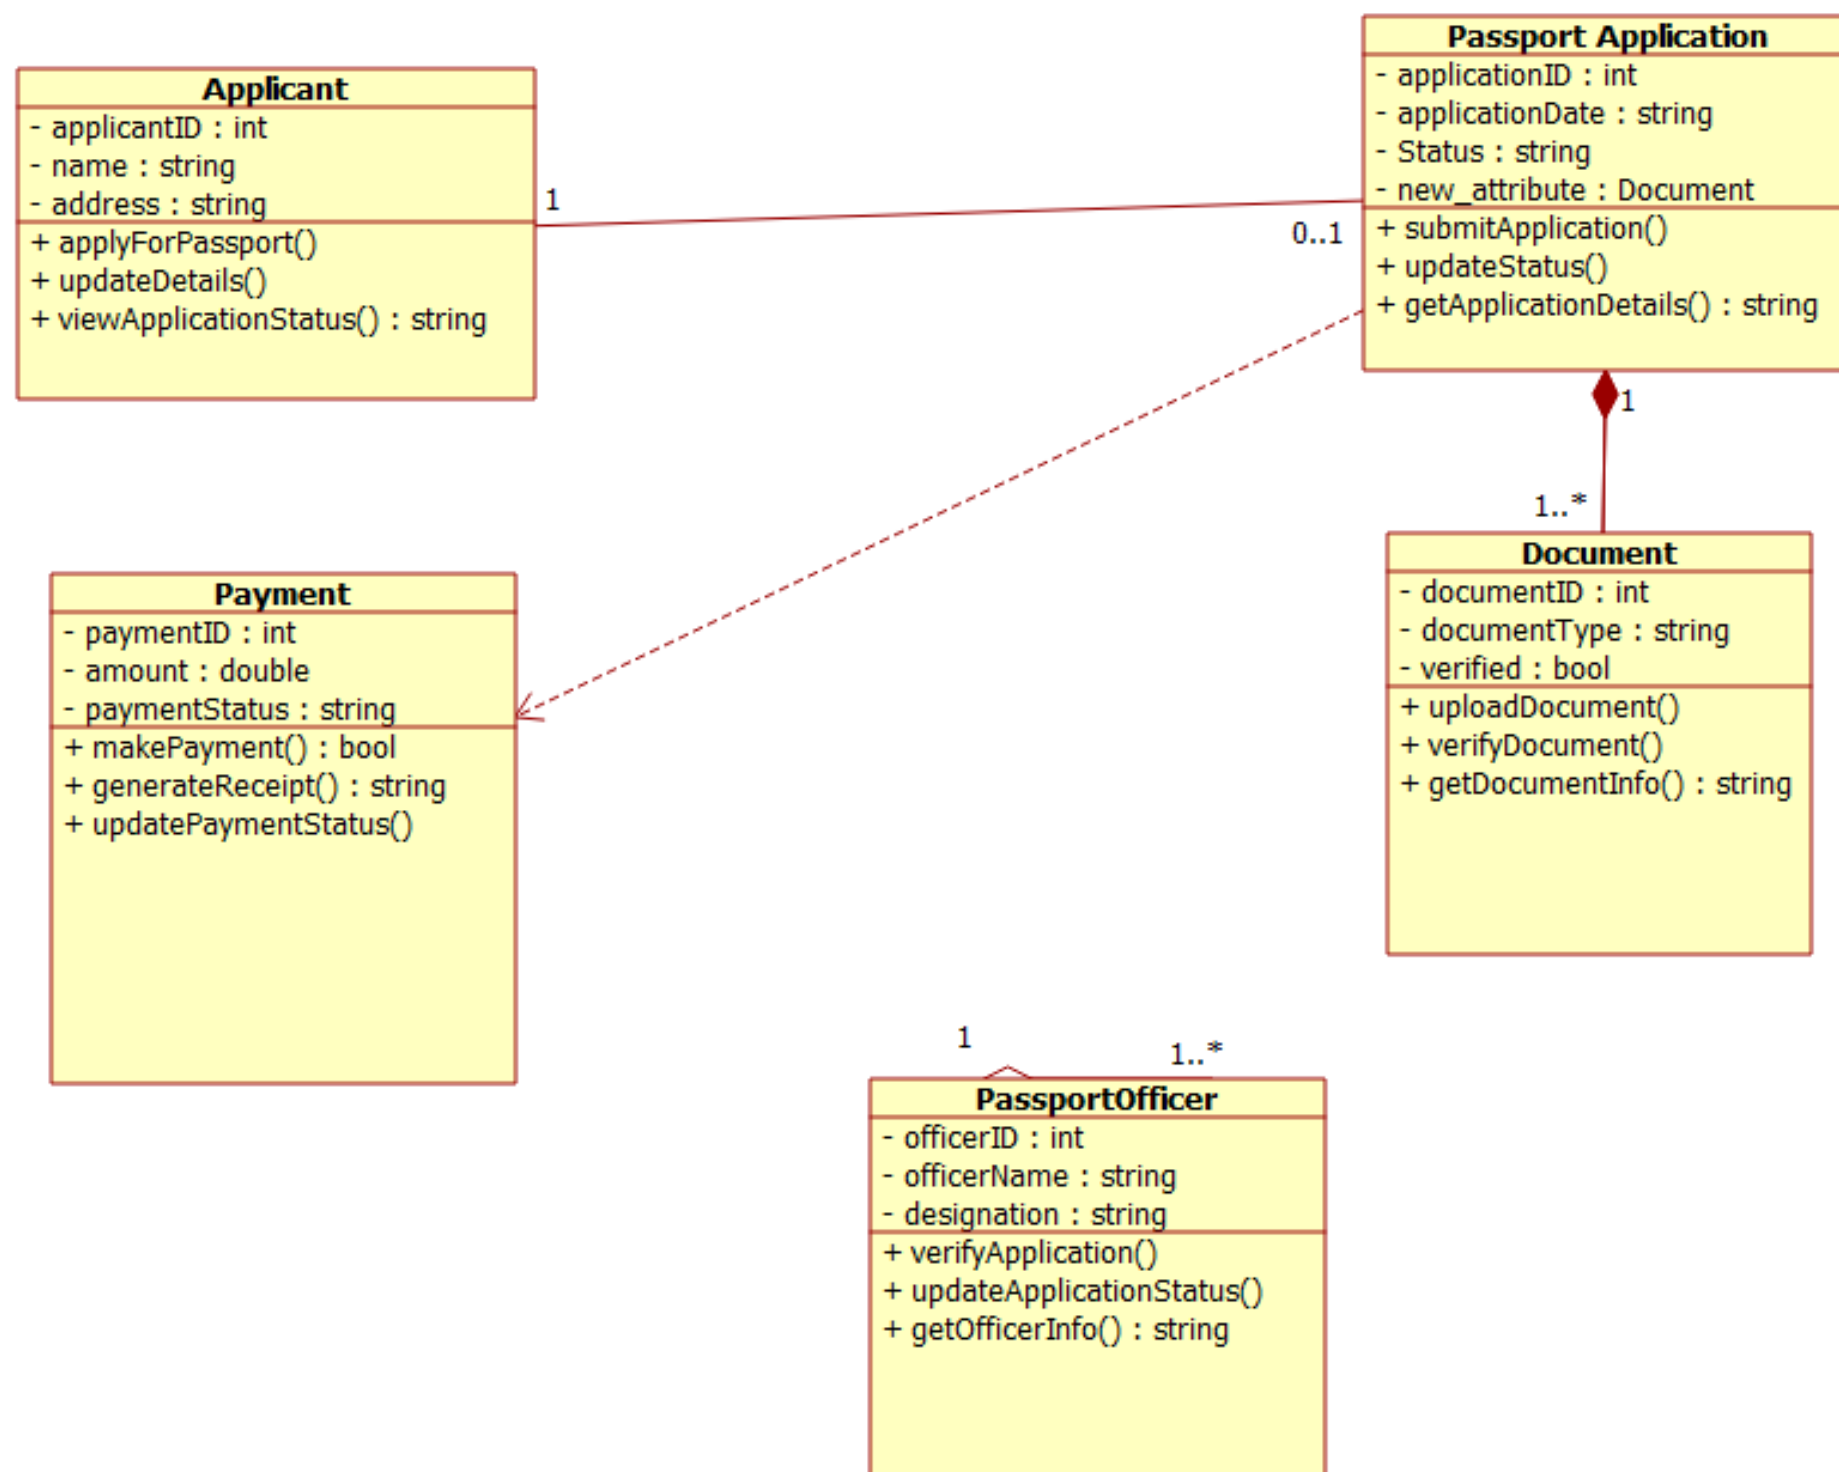 Applicant
- applicantID : int
- name : string
- address : string
+ applyForPassport()
+ updateDetails()
+ viewApplicationStatus() : string
1
0..1
Passport Application
- applicationID : int
- applicationDate : string
- Status : string
- new_attribute : Document
+ submitApplication()
+ updateStatus()
+ getApplicationDetails() : string
1
1..*
Payment
- paymentID : int
- amount : double
- paymentStatus : string
+ makePayment() : bool
+ generateReceipt() : string
+ updatePaymentStatus()
Document
- documentID : int
- documentType : string
- verified : bool
+ uploadDocument()
+ verifyDocument()
+ getDocumentInfo() : string
1
1..*
PassportOfficer
- officerID : int
- officerName : string
- designation : string
+ verifyApplication()
+ updateApplicationStatus()
+ getOfficerInfo() : string